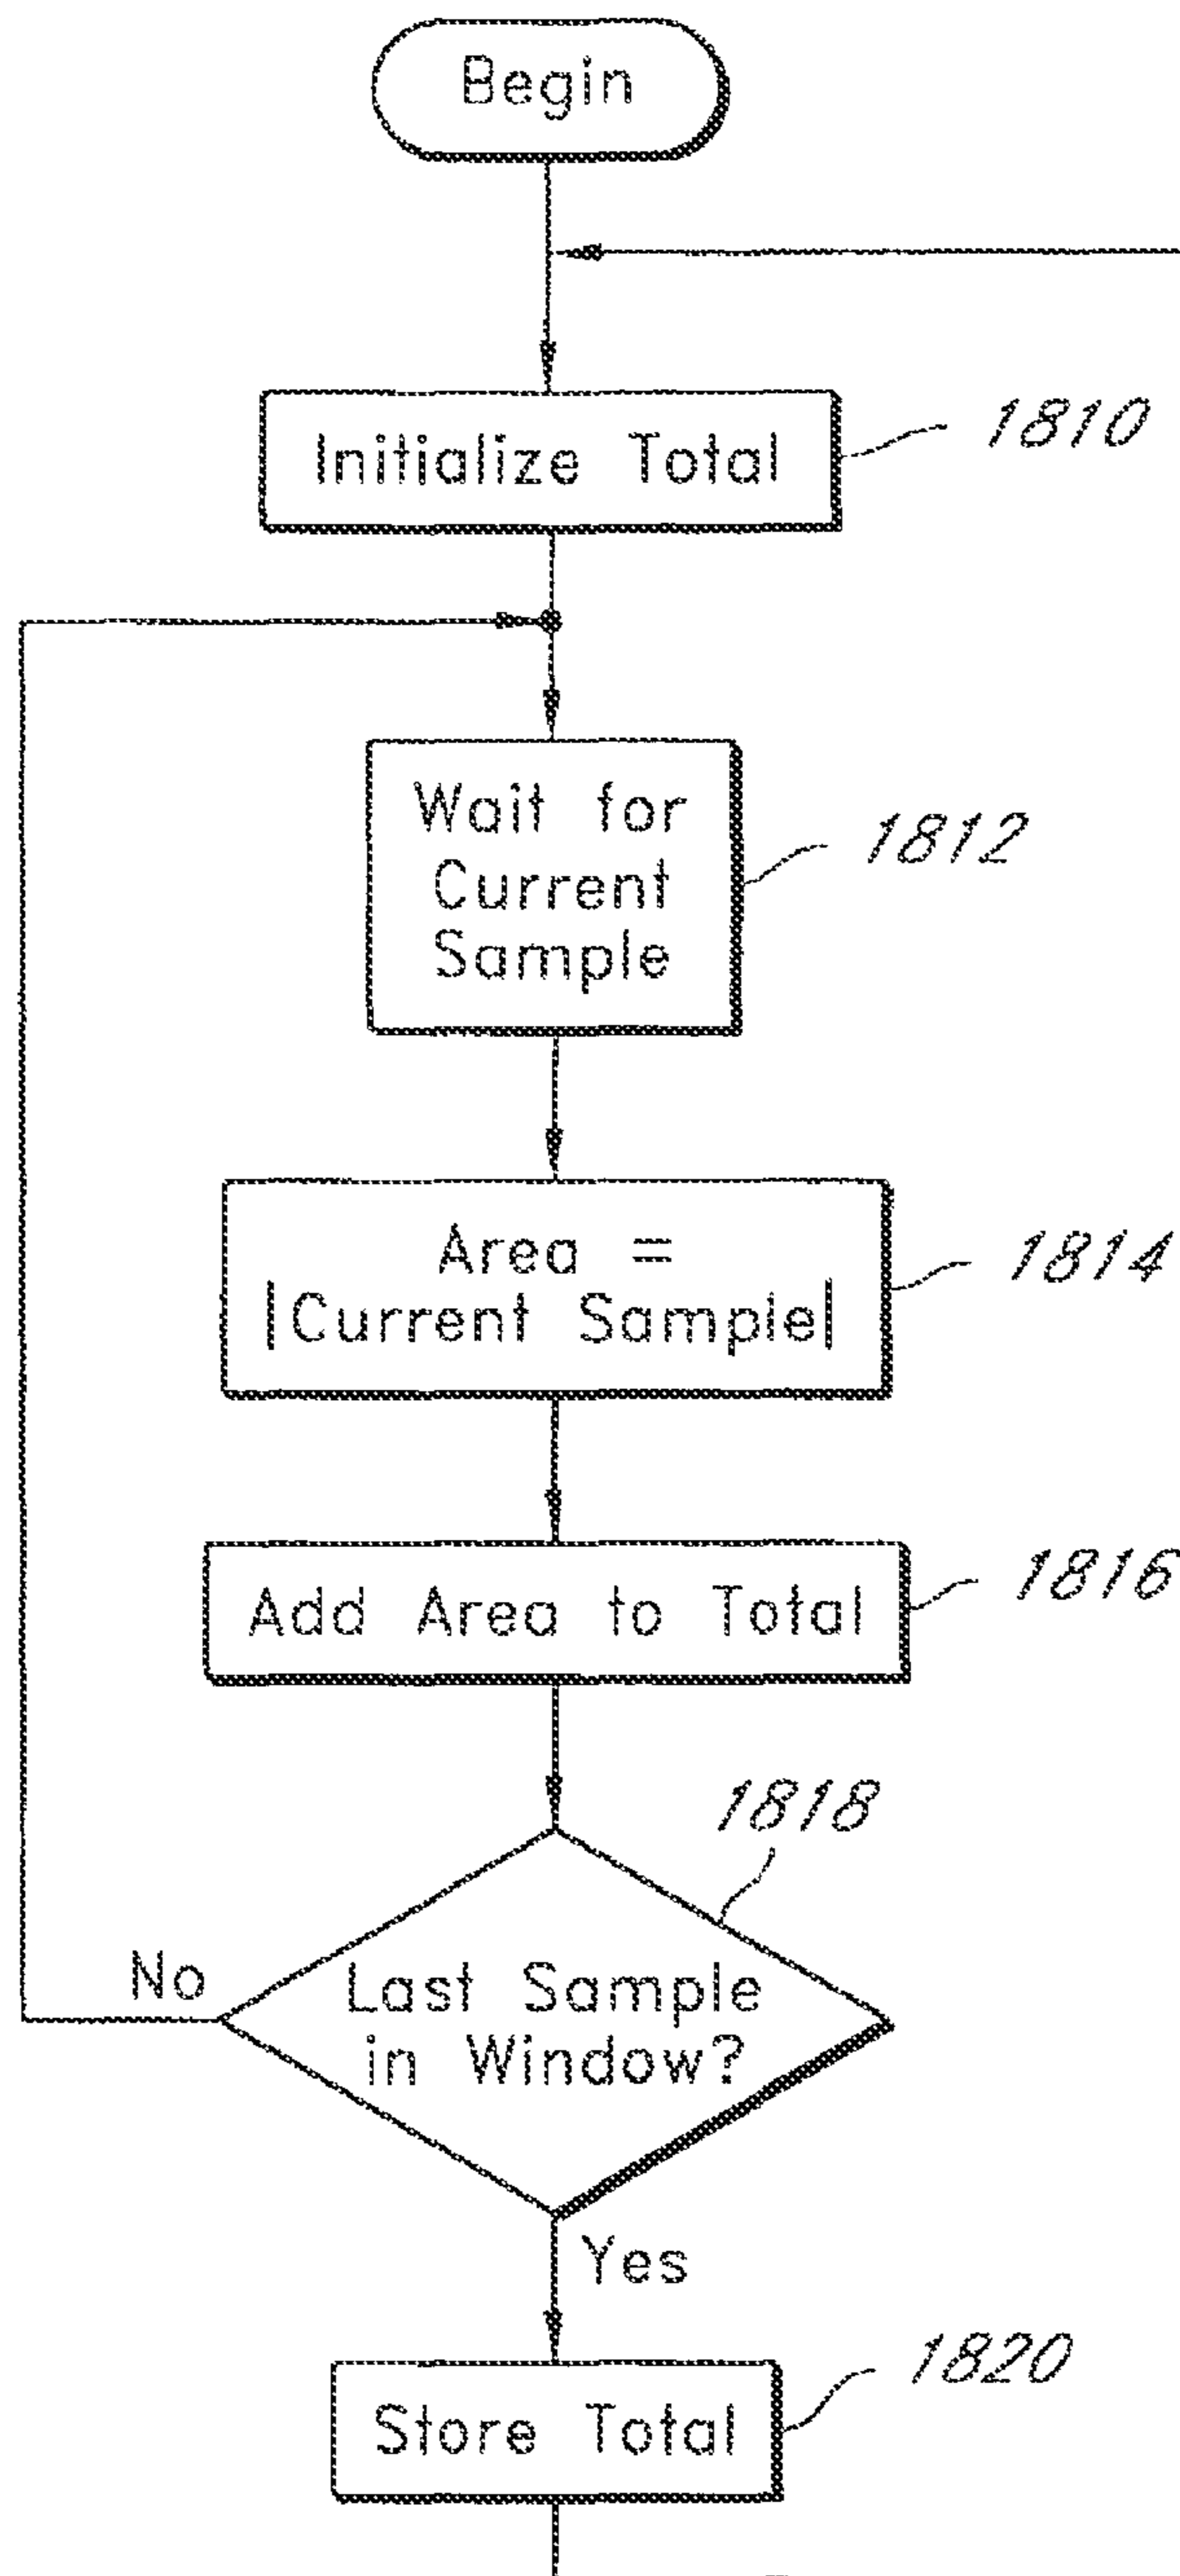 Begin
Initialize Total
1810
Wait for
Current
Sample
1812
Area =
|Current Sample|
1814
Add Area to Total
1816
1818
Last Sample
in Window?
No
Yes
Store Total
1820